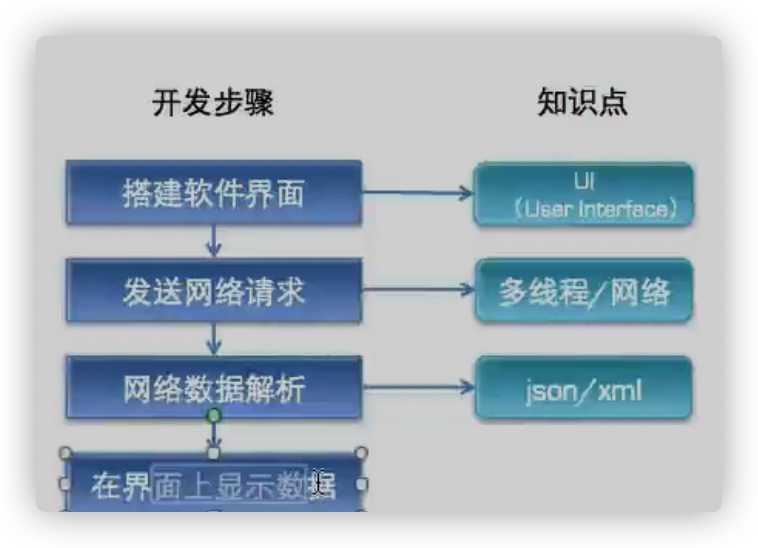 开发步骤
知识点
搭建软件界面
UI
（User Interface）
发送网络请求
多线程/网络
网络数据解析
json/xml
在界面上显示数据